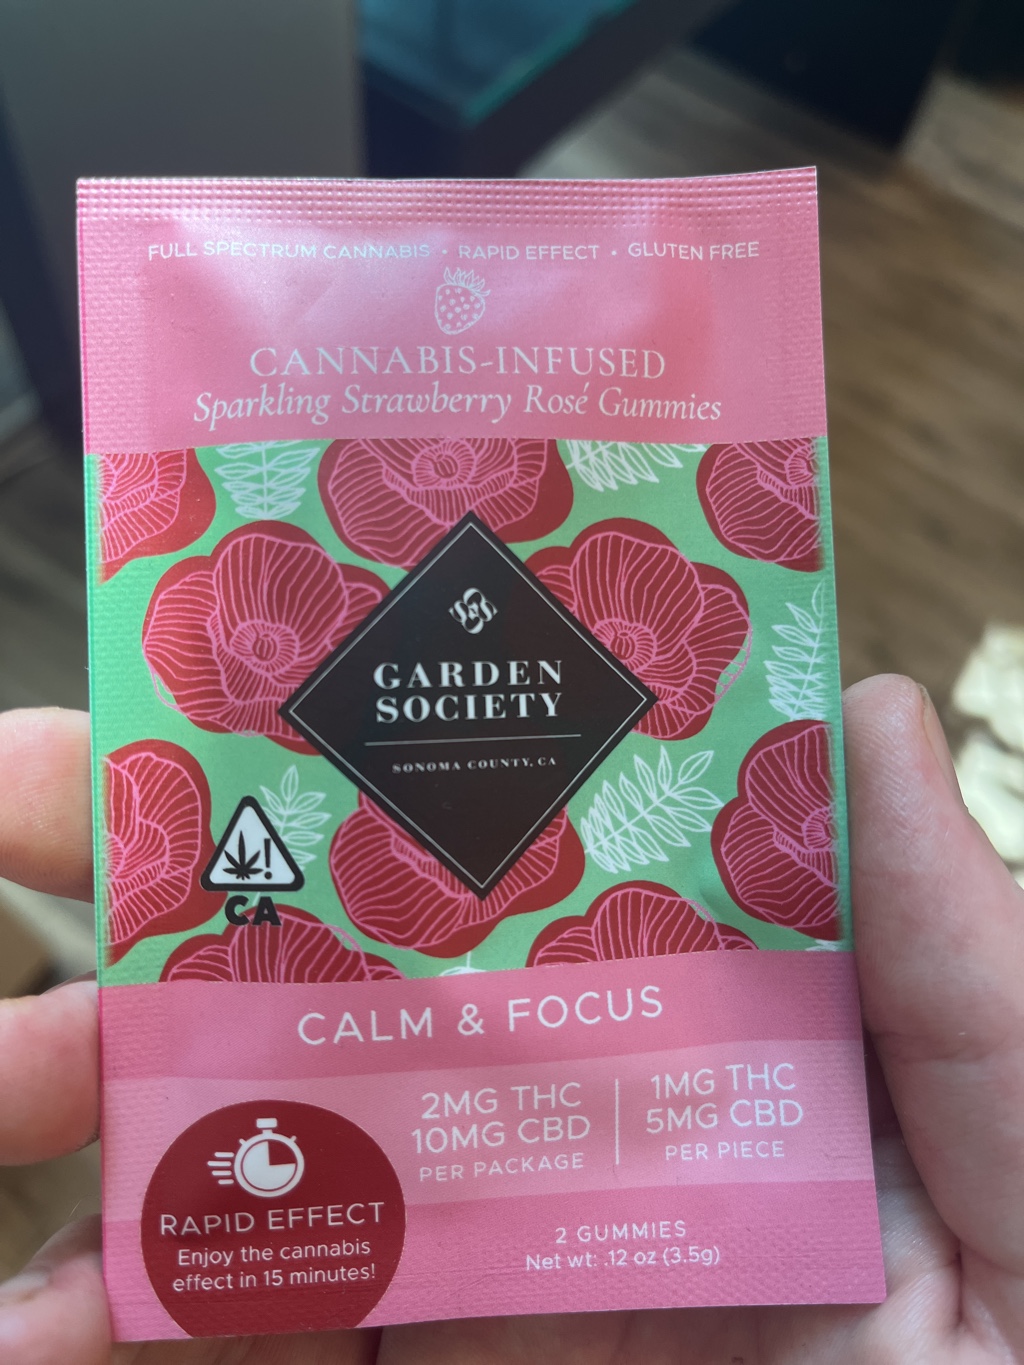 FULL SPECTRUM CANNABIS • RAPID EFFECT • GLUTEN FREE
CANNABIS-INFUSED
Sparkling Strawberry Rosé Gummies
GARDEN
SOCIETY
SONOMA COUNTY, CA
!
CA
CALM & FOCUS
2MG THC
10MG CBD
PER PACKAGE
1MG THC
5MG CBD
PER PIECE
RAPID EFFECT
Enjoy the cannabis
effect in 15 minutes!
2 GUMMIES
Net wt: .12 oz (3.5g)